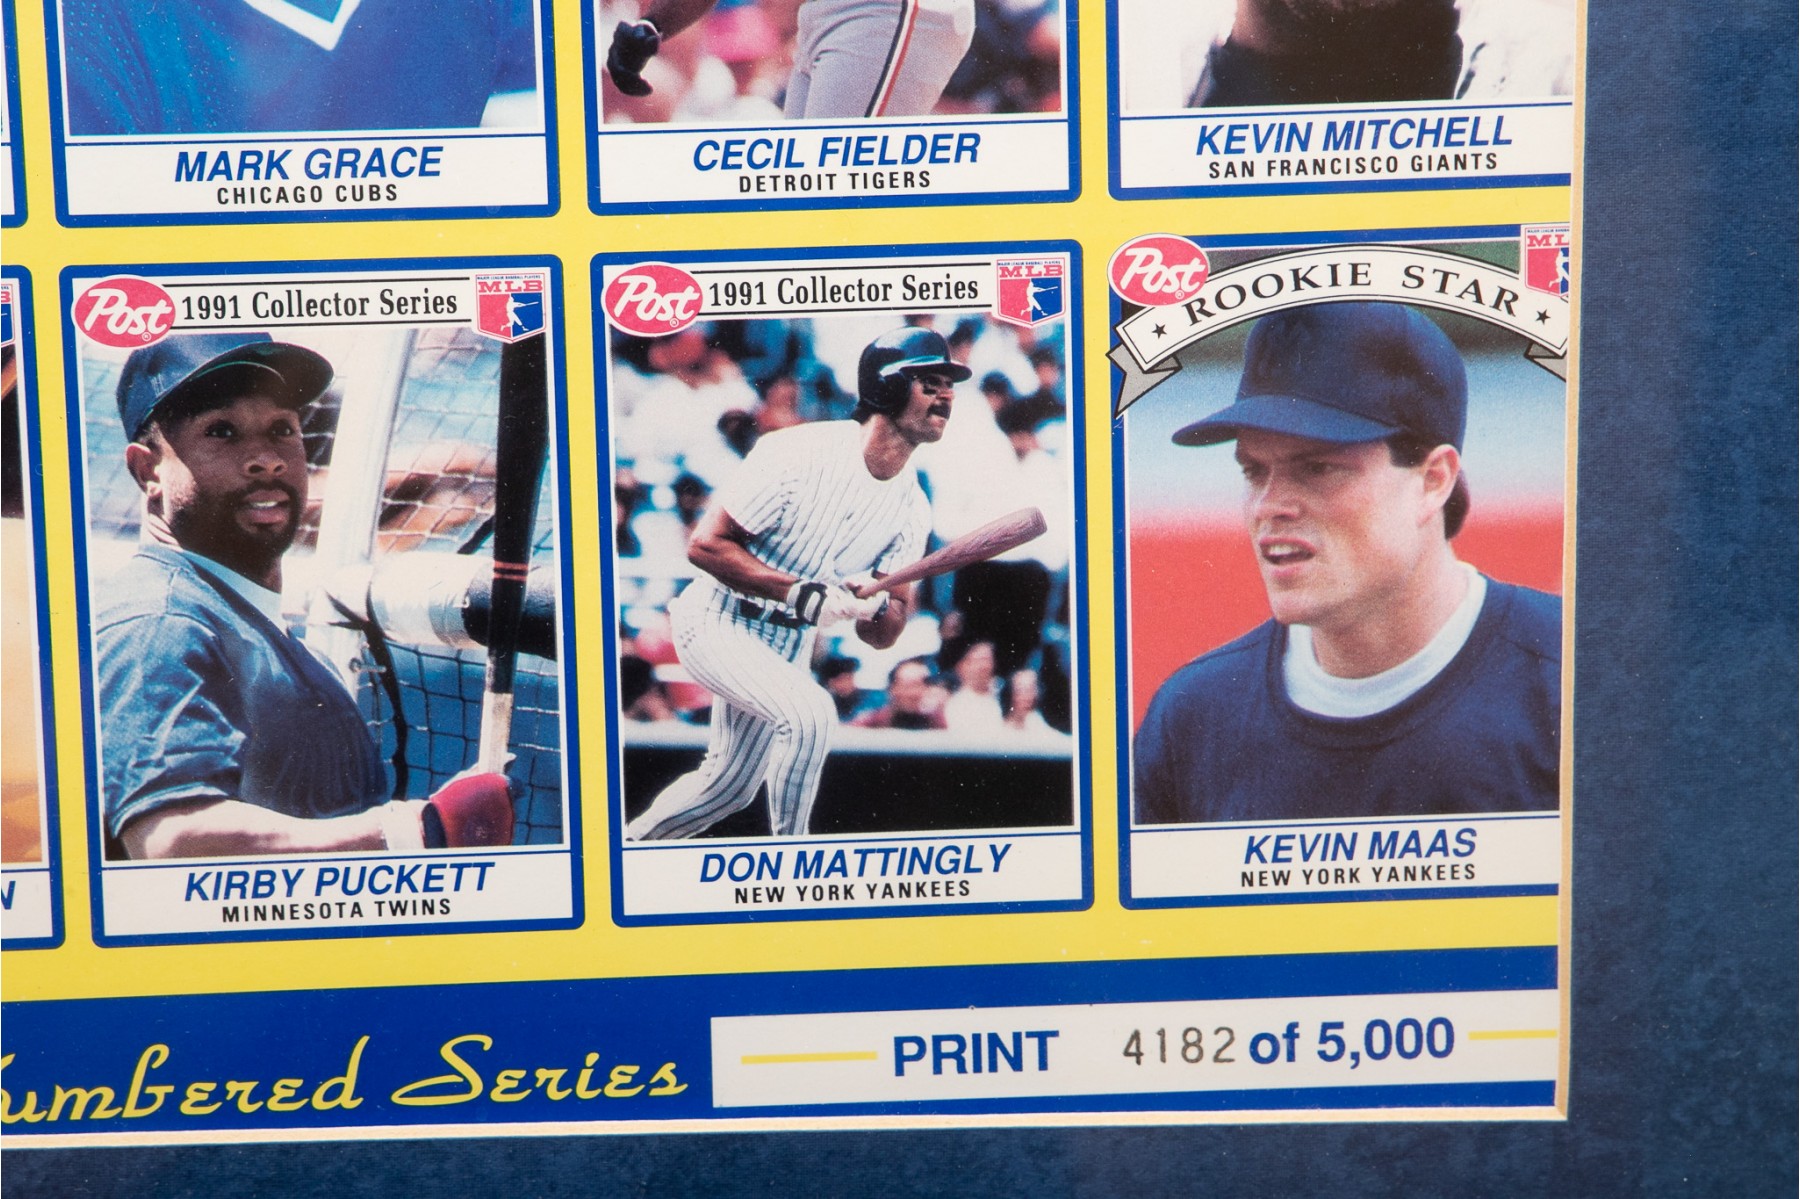 MARK GRACE
CHICAGO CUBS
CECIL FIELDER
DETROIT TIGERS
KEVIN MITCHELL
SAN FRANCISCO GIANTS
Post® 1991 Collector Series MLB
KIRBY PUCKETT
MINNESOTA TWINS
Post® 1991 Collector Series MLB
DON MATTINGLY
NEW YORK YANKEES
Post ROOKIE STAR ML
KEVIN MAAS
NEW YORK YANKEES
umbered Series
PRINT 4182 of 5,000